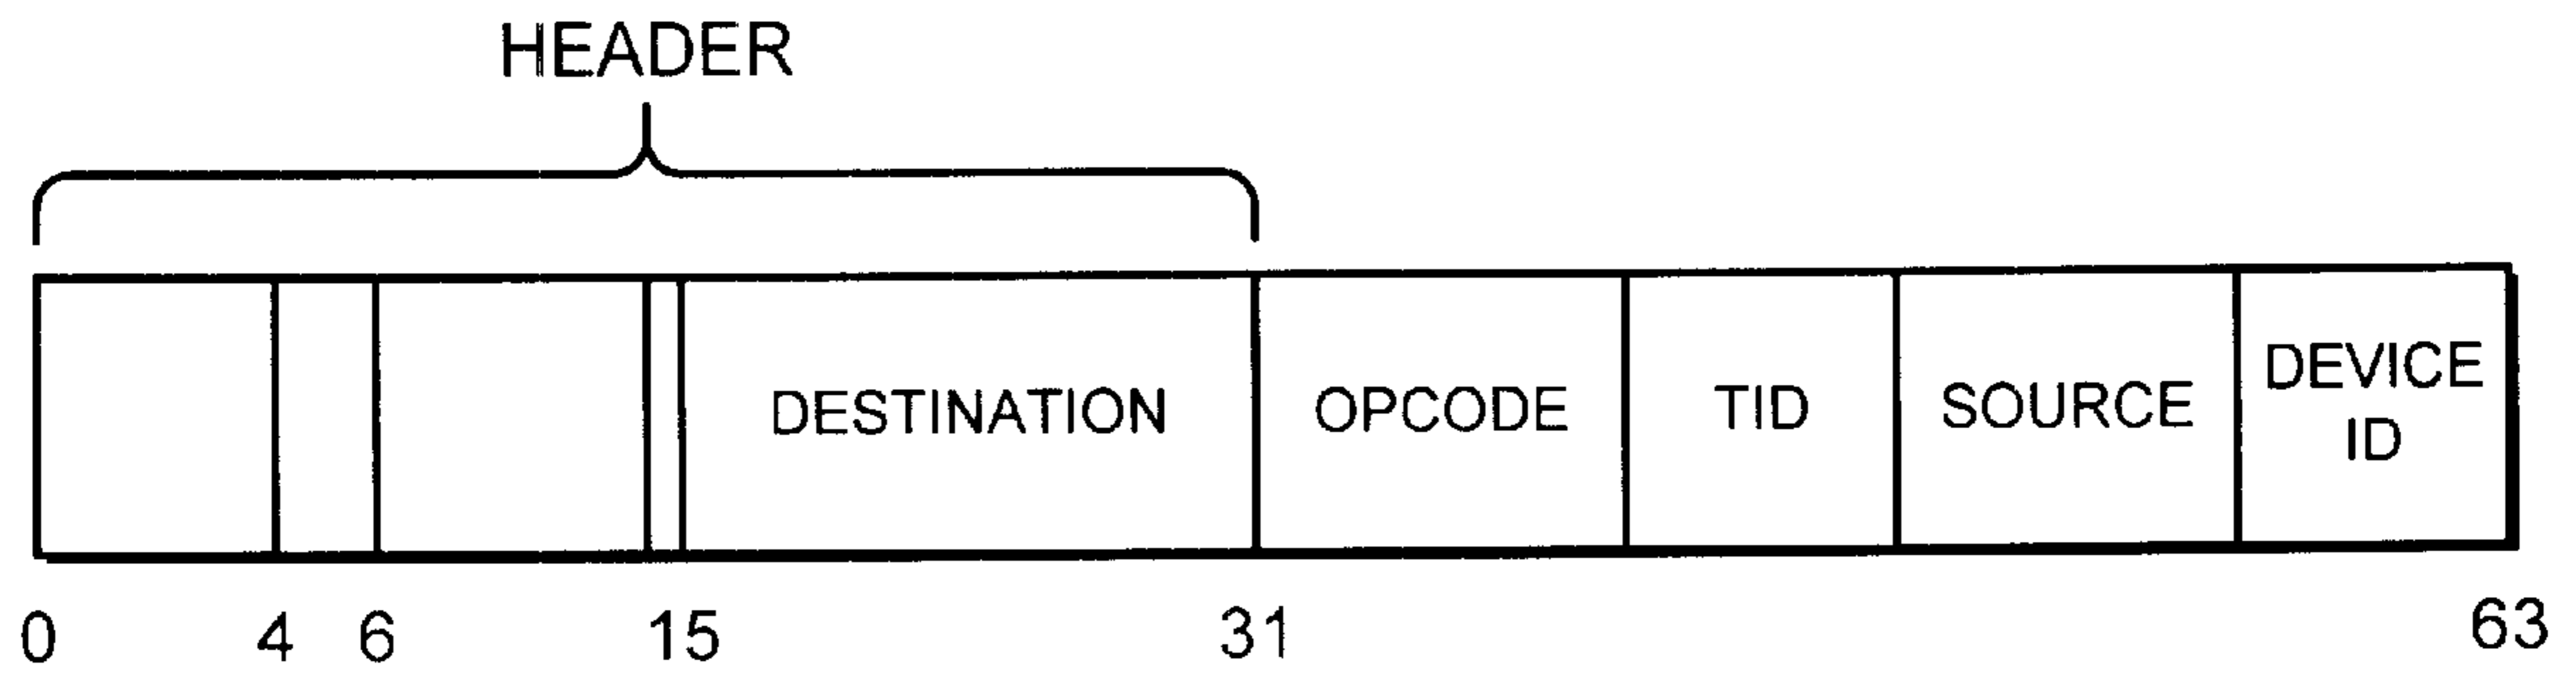 HEADER
DESTINATION OPCODE TID SOURCE DEVICE
ID
0 4 6 15 31 63